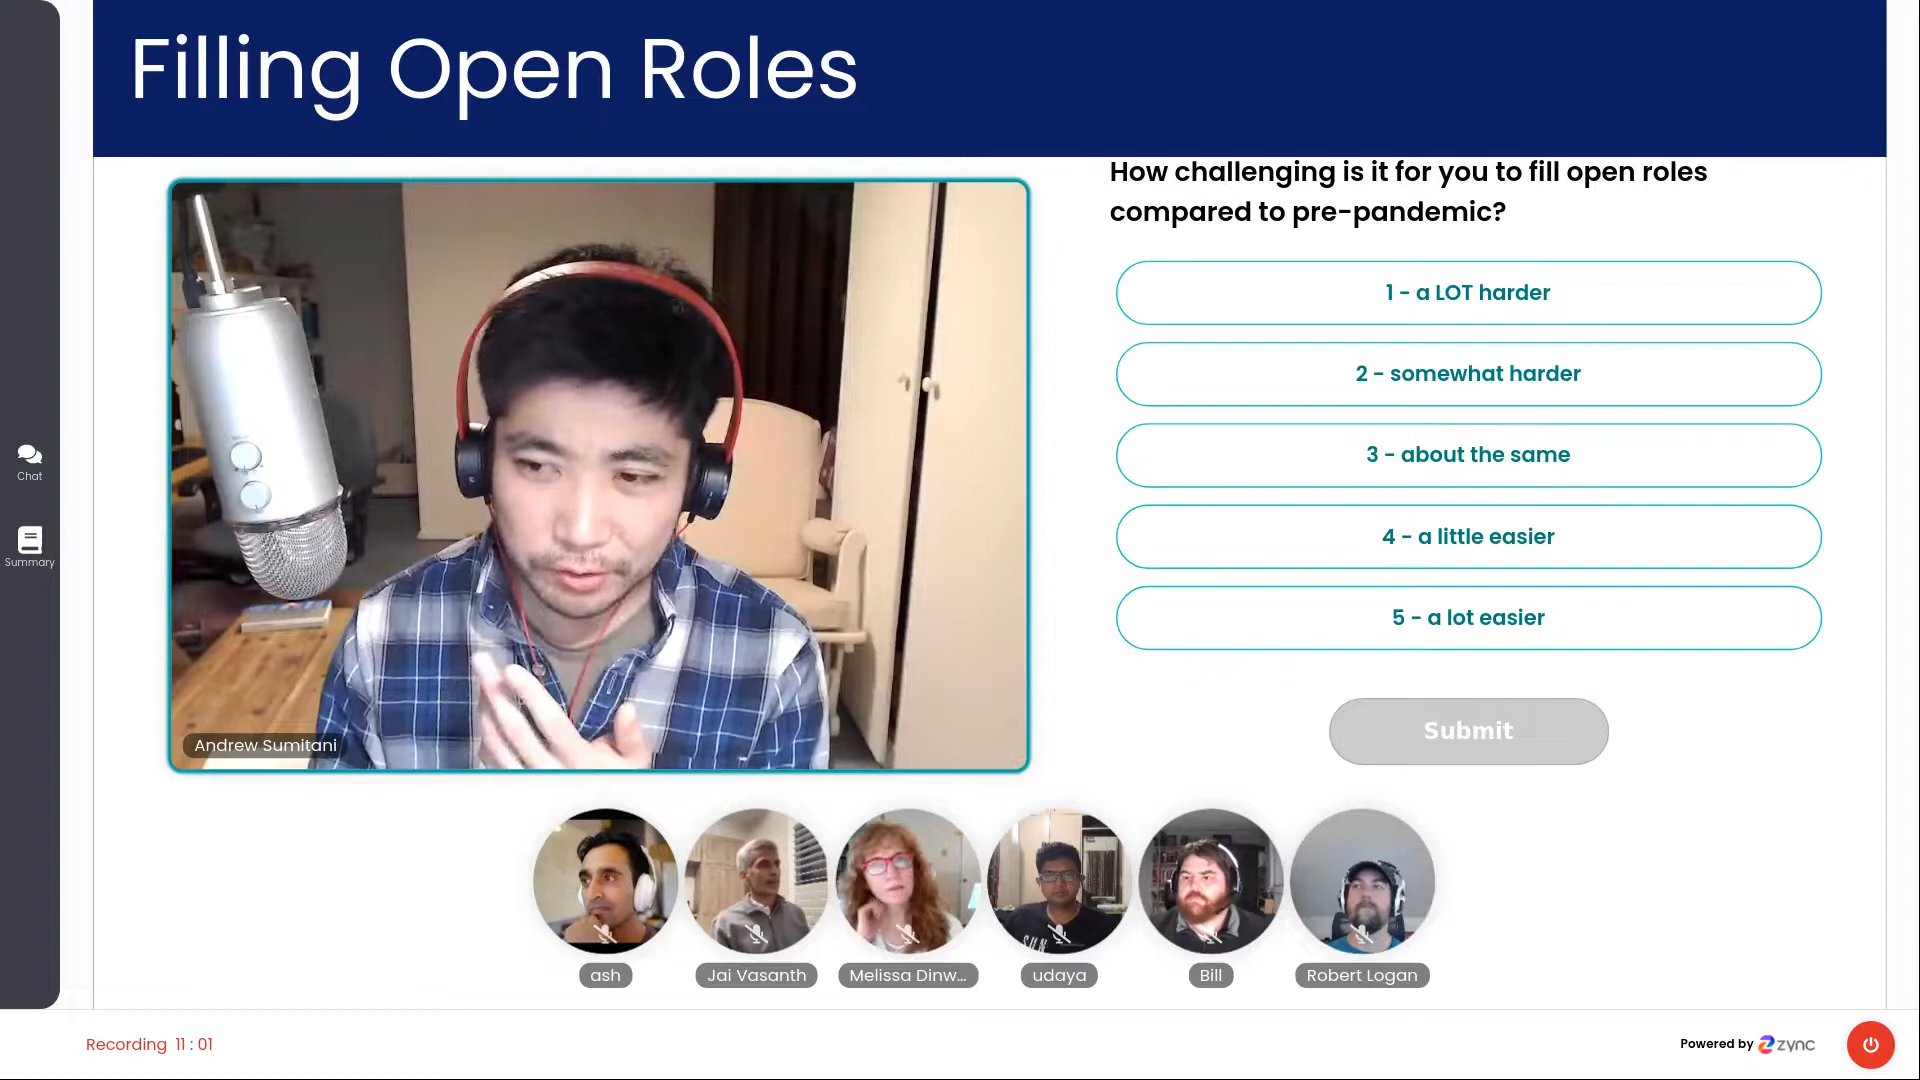 Filling Open Roles
How challenging is it for you to fill open roles
compared to pre-pandemic?
1 - a LOT harder
2 - somewhat harder
3 - about the same
4 - a little easier
5 - a lot easier
Submit
Chat
Summary
Andrew Sumitani
ash
Jai Vasanth
Melissa Dinw...
udaya
Bill
Robert Logan
Recording 11 : 01
Powered by zync